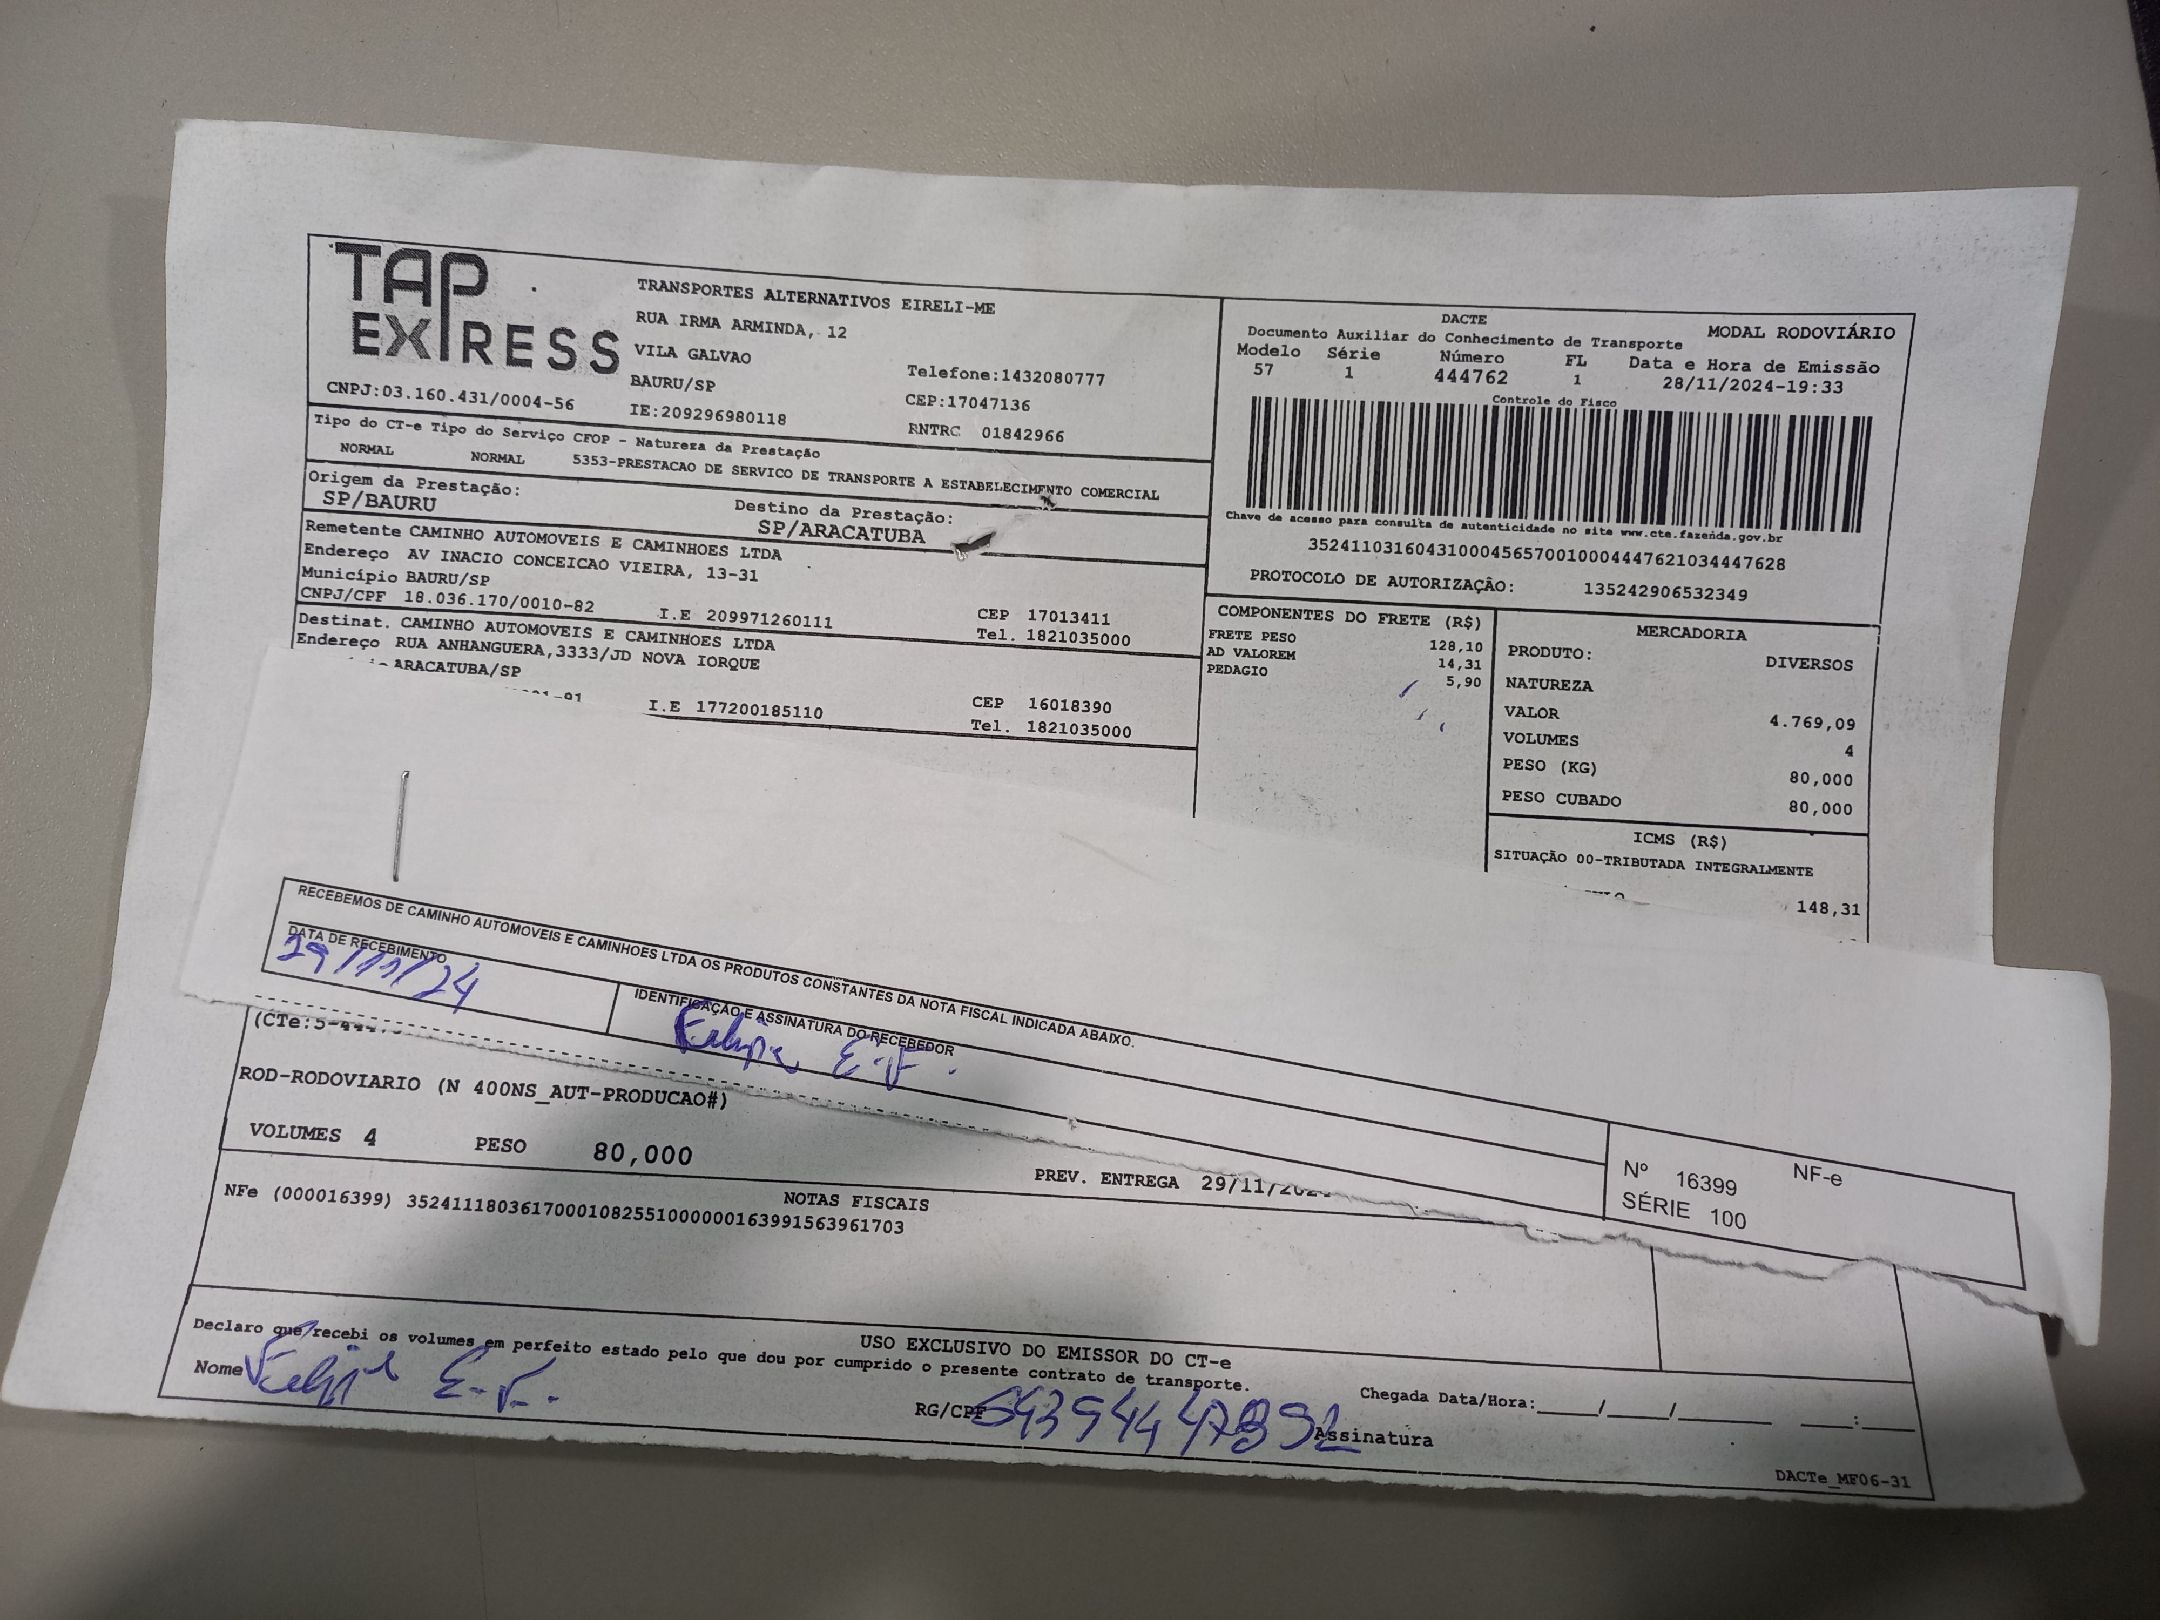 TAP
EXPRESS
TRANSPORTES ALTERNATIVOS EIRELI-ME
RUA IRMA ARMINDA, 12
VILA GALVAO
BAURU/SP
Telefone:1432080777
CNPJ:03.160.431/0004-56
IE:209296980118
CEP:17047136
RNTRC 01842966
DACTE
Documento Auxiliar do Conhecimento de Transporte
MODAL RODOVIÁRIO
Modelo Série Número FL Data e Hora de Emissão
57 1 444762 1 28/11/2024-19:33
Controle do Fisco
Chave de acesso para consulta de autenticidade no site www.cte.fazenda.gov.br
35241103160431000456570010004447621034447628
PROTOCOLO DE AUTORIZAÇÃO: 135242906532349
Tipo do CT-e Tipo do Serviço CFOP - Natureza da Prestação
NORMAL NORMAL 5353-PRESTACAO DE SERVICO DE TRANSPORTE A ESTABELECIMENTO COMERCIAL
Origem da Prestação: Destino da Prestação:
SP/BAURU SP/ARACATUBA
Remetente CAMINHO AUTOMOVEIS E CAMINHOES LTDA
Endereço AV INACIO CONCEICAO VIEIRA, 13-31
Município BAURU/SP CEP 17013411
CNPJ/CPF 18.036.170/0010-82 I.E 209971260111 Tel. 1821035000
Destinat. CAMINHO AUTOMOVEIS E CAMINHOES LTDA
Endereço RUA ANHANGUERA,3333/JD NOVA IORQUE
ARACATUBA/SP CEP 16018390
-91 I.E 177200185110 Tel. 1821035000
COMPONENTES DO FRETE (R$)
FRETE PESO 128,10
AD VALOREM 14,31
PEDAGIO 5,90
MERCADORIA
PRODUTO: DIVERSOS
NATUREZA
VALOR 4.769,09
VOLUMES 4
PESO (KG) 80,000
PESO CUBADO 80,000
ICMS (R$)
SITUAÇÃO 00-TRIBUTADA INTEGRALMENTE
148,31
RECEBEMOS DE CAMINHO AUTOMOVEIS E CAMINHOES LTDA OS PRODUTOS CONSTANTES DA NOTA FISCAL INDICADA ABAIXO.
DATA DE RECEBIMENTO
29/11/24
IDENTIFICAÇÃO E ASSINATURA DO RECEBEDOR
Felipe E.F.
NF-e
Nº 16399
SÉRIE 100
(CTe:5-444
ROD-RODOVIARIO (N 400NS_AUT-PRODUCAO#)
VOLUMES 4 PESO 80,000 PREV. ENTREGA 29/11/
NOTAS FISCAIS
NFe (000016399) 35241118036170001082551000000163991563961703
USO EXCLUSIVO DO EMISSOR DO CT-e
Declaro que recebi os volumes em perfeito estado pelo que dou por cumprido o presente contrato de transporte.
Nome Felipe E.F.
RG/CPF
Assinatura
Chegada Data/Hora:____/____/______ ____:____
DACTe_MF06-31